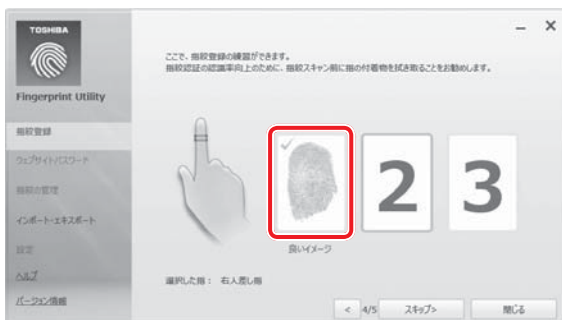 TOSHIBA
Fingerprint Utility
指紋登録
ウェブサイト/パスワード
指紋の管理
インポート・エキスポート
設定
ヘルプ
バージョン情報
ここで、指紋登録の練習ができます。
指紋認証の認識率向上のために、指紋スキャン前に指の付着物を拭き取ることをお勧めします。
2
3
良いイメージ
選択した指： 右人差し指
< 4/5 スキップ> 閉じる